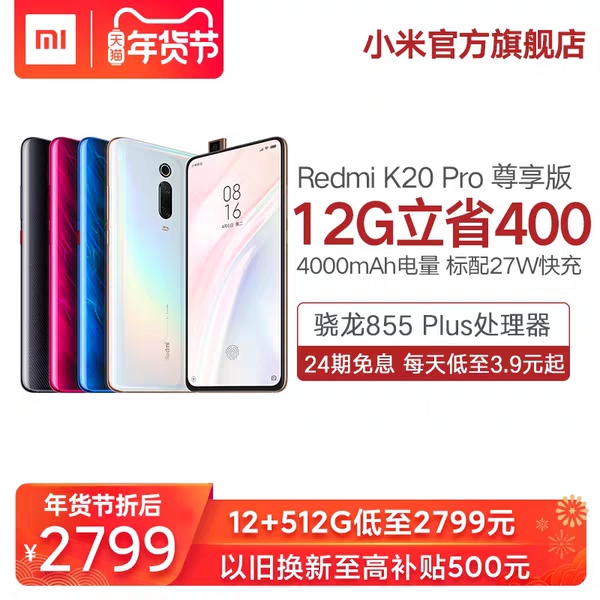 mi
天猫
年货节
小米官方旗舰店
Redmi K20 Pro 尊享版
12G立省400
4000mAh电量 标配27W快充
骁龙855 Plus处理器
24期免息 每天低至3.9元起
08
16
Redmi
年货节折后
¥2799
12+512G低至2799元
以旧换新至高补贴500元